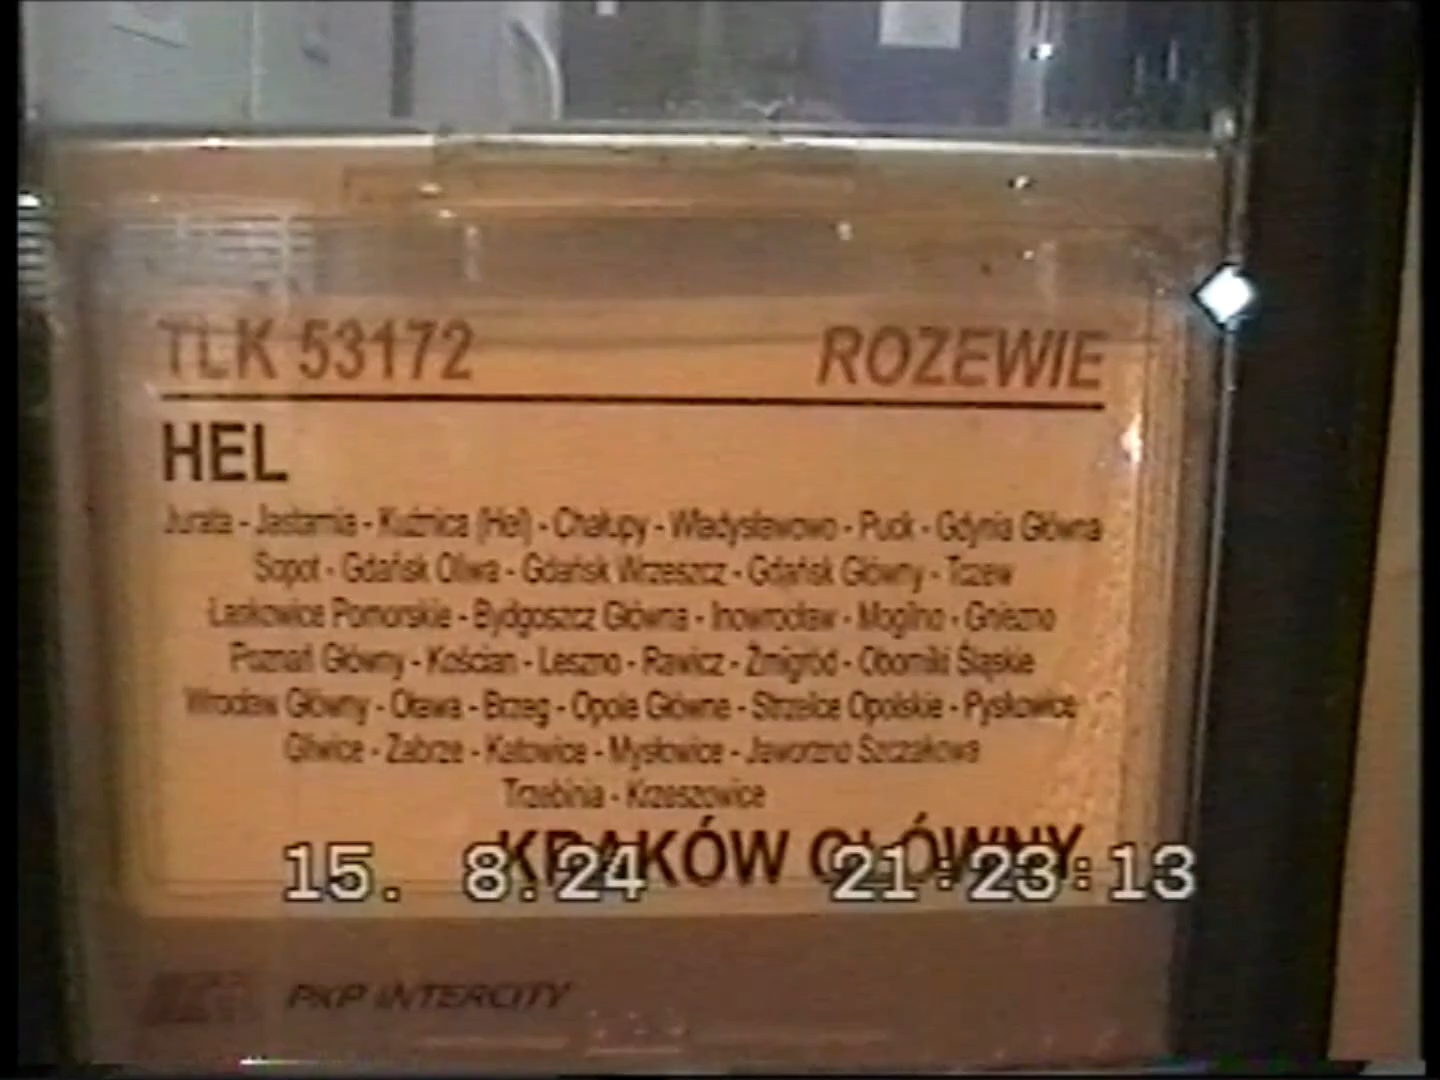 TLK 53172 ROZEWIE
HEL
Jurata - Jastarnia - Kuźnica (Hel) - Chałupy - Władysławowo - Puck - Gdynia Główna
Sopot - Gdańsk Oliwa - Gdańsk Wrzeszcz - Gdańsk Główny - Tczew
Laskowice Pomorskie - Bydgoszcz Główna - Inowrocław - Mogilno - Gniezno
Poznań Główny - Kościan - Leszno - Rawicz - Żmigród - Oborniki Śląskie
Wrocław Główny - Oława - Brzeg - Opole Główne - Strzelce Opolskie - Pyskowice
Gliwice - Zabrze - Katowice - Mysłowice - Jaworzno Szczakowa
Trzebinia - Krzeszowice
KRAKÓW GŁÓWNY
15. 8.24 21:23:13
PKP INTERCITY